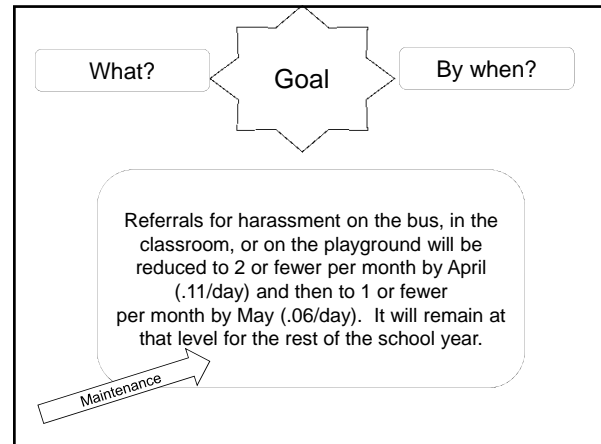 What?
Goal
By when?
Referrals for harassment on the bus, in the
classroom, or on the playground will be
reduced to 2 or fewer per month by April
(.11/day) and then to 1 or fewer
per month by May (.06/day).  It will remain at
that level for the rest of the school year.
Maintenance